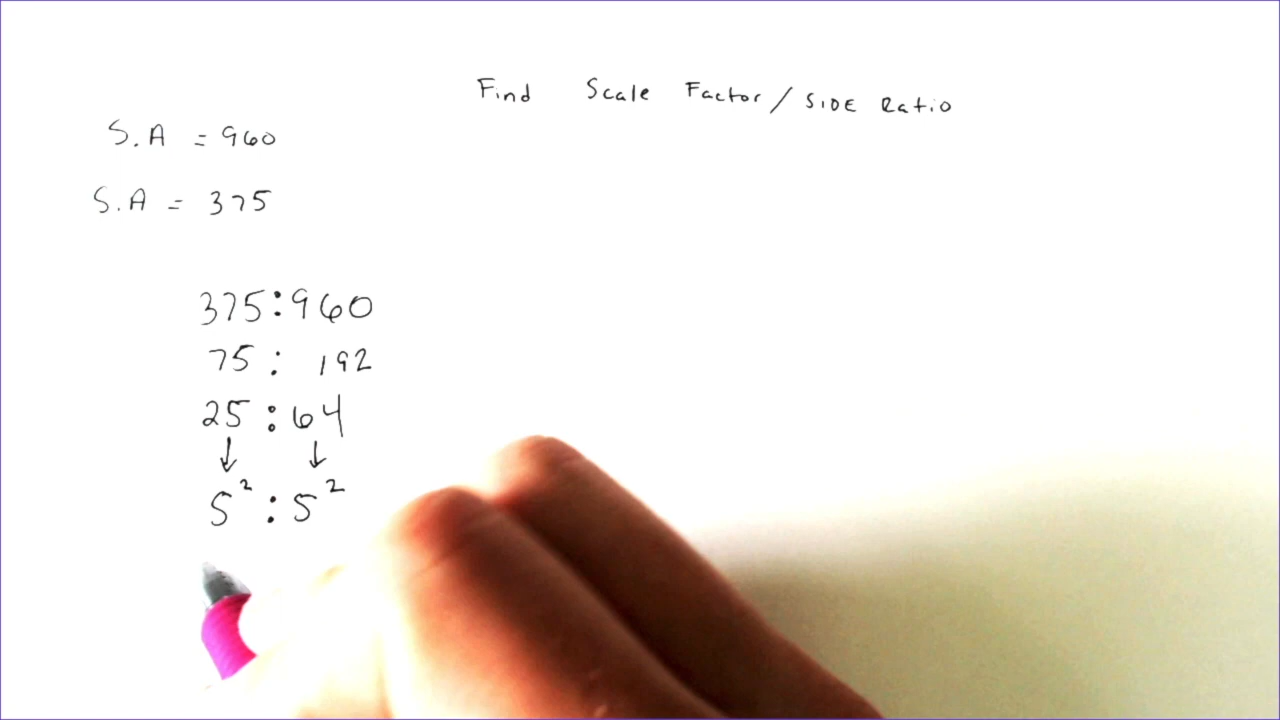 Find Scale Factor / SIDE Ratio
S.A = 960
S.A = 375
375:960
75 : 192
25 : 64
↓ ↓
5² : 5²